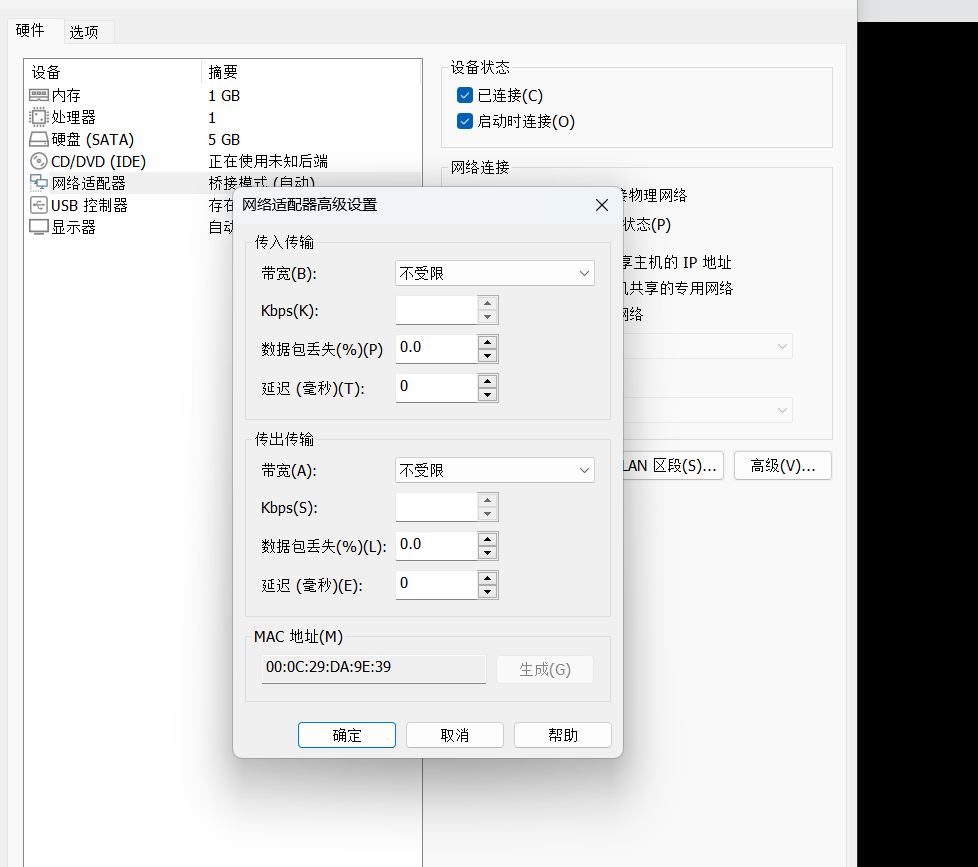 硬件 选项
设备 摘要
内存 1 GB
处理器 1
硬盘 (SATA) 5 GB
CD/DVD (IDE) 正在使用未知后端
网络适配器 桥接模式 (自动)
USB 控制器 存在
显示器 自动
设备状态
已连接(C)
启动时连接(O)
网络连接
接物理网络
状态(P)
享主机的 IP 地址
机共享的专用网络
网络
LAN 区段(S)... 高级(V)...
网络适配器高级设置
传入传输
带宽(B): 不受限
Kbps(K):
数据包丢失(%)(P) 0.0
延迟 (毫秒)(T): 0
传出传输
带宽(A): 不受限
Kbps(S):
数据包丢失(%)(L): 0.0
延迟 (毫秒)(E): 0
MAC 地址(M)
00:0C:29:DA:9E:39 生成(G)
确定 取消 帮助